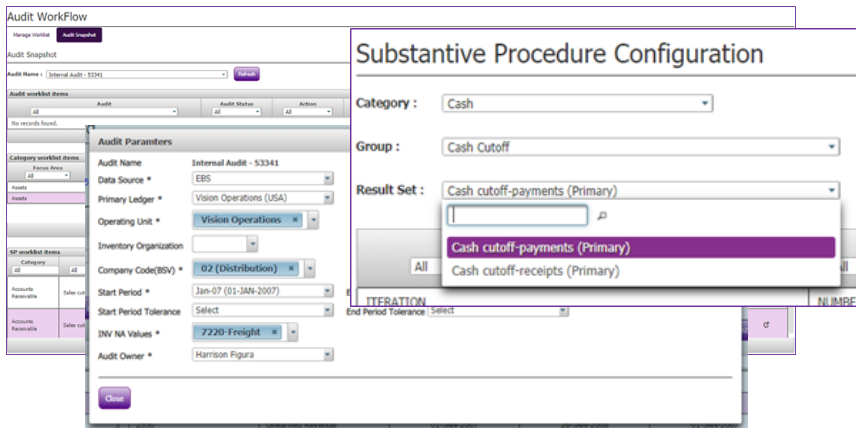 Audit WorkFlow
Manage Worklist Audit Snapshot
Audit Snapshot
Audit Name : Internal Audit - 53341 Refresh
Audit worklist items
Audit Audit Status Action
All All All
No records found.
Category worklist items
Focus Area
All
Assets
Assets
SP worklist items
Category
All All
Accounts Receivable Sales cut
Accounts Receivable Sales cut
Substantive Procedure Configuration
Category : Cash
Group : Cash Cutoff
Result Set : Cash cutoff-payments (Primary)
Cash cutoff-payments (Primary)
Cash cutoff-receipts (Primary)
All All
ITERATION NUMBE
Audit Paramters
Audit Name Internal Audit - 53341
Data Source * EBS
Primary Ledger * Vision Operations (USA)
Operating Unit * Vision Operations ×
Inventory Organization
Company Code(BSV) * 02 (Distribution) ×
Start Period * Jan-07 (01-JAN-2007) E
Start Period Tolerance Select End Period Tolerance Select
INV NA Values * 7220-Freight ×
Audit Owner * Harrison Figura
Close